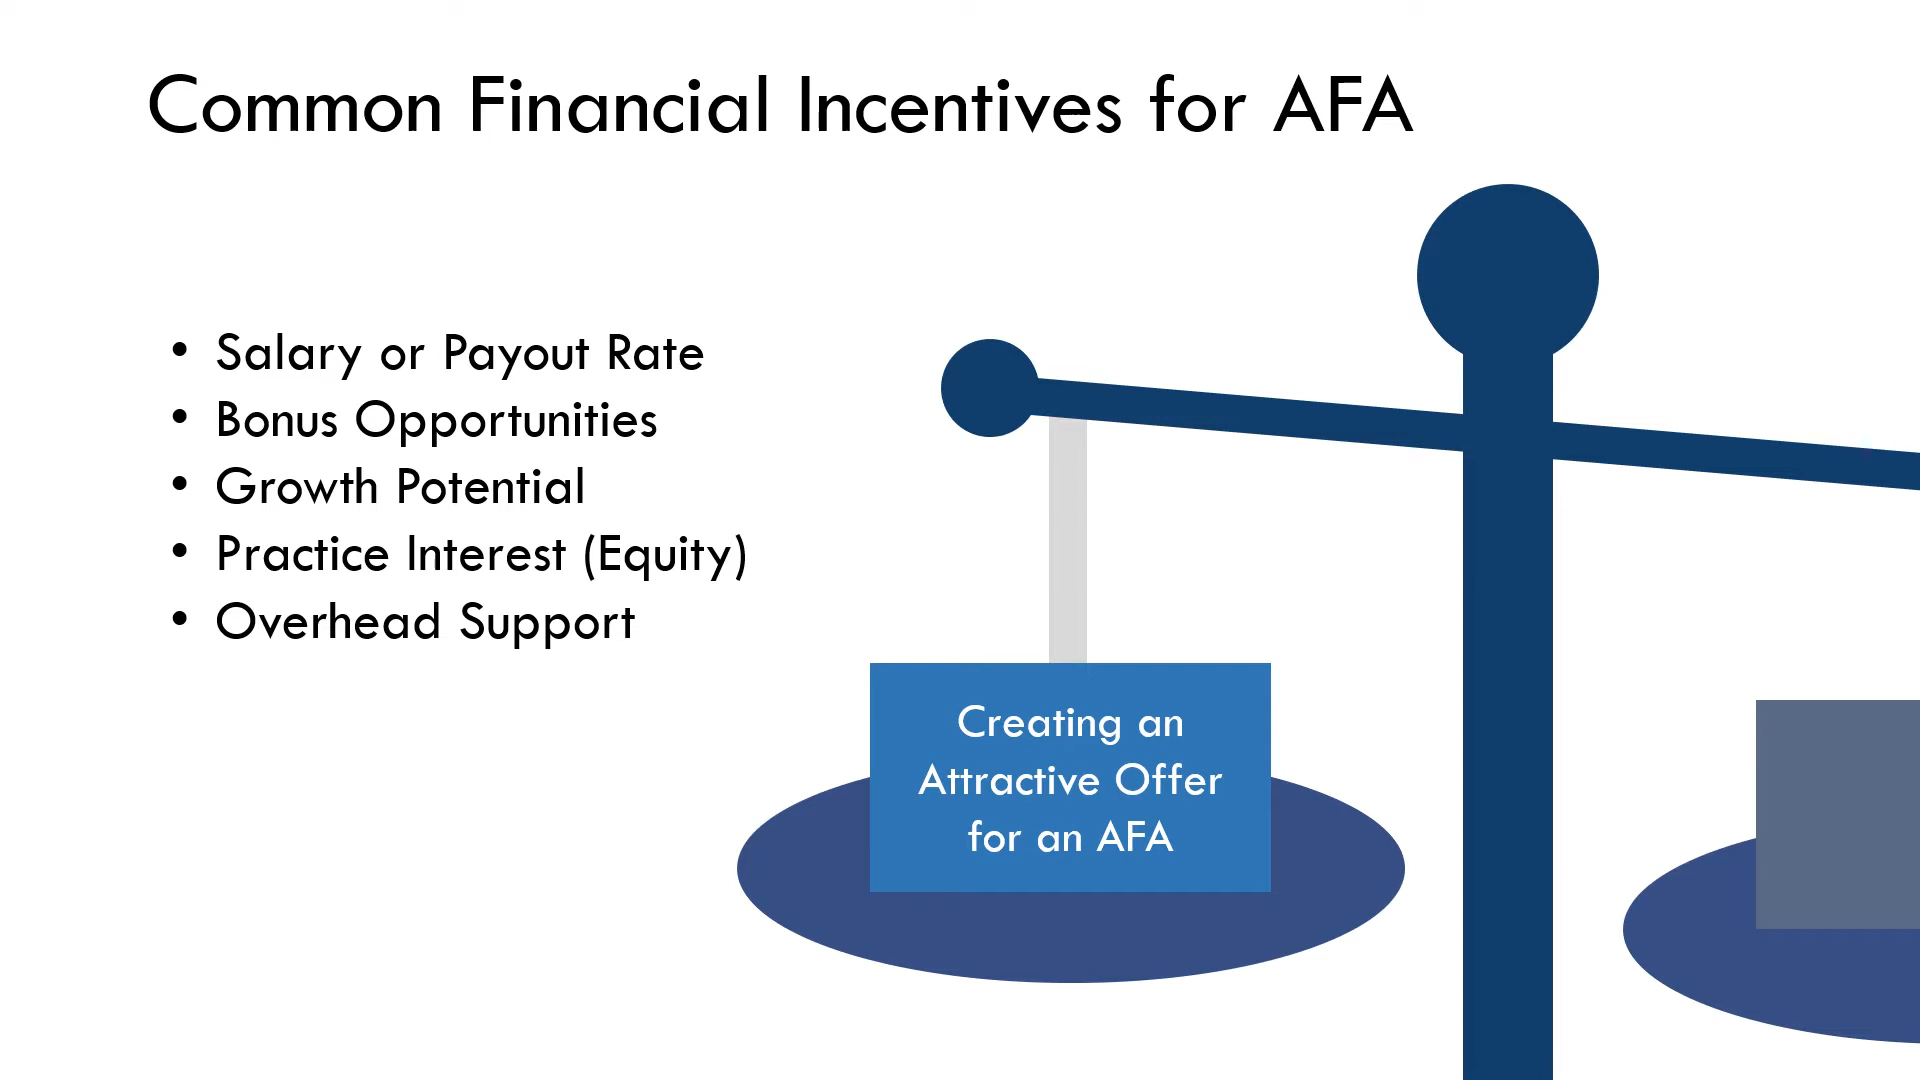 Common Financial Incentives for AFA
• Salary or Payout Rate
• Bonus Opportunities
• Growth Potential
• Practice Interest (Equity)
• Overhead Support
Creating an
Attractive Offer
for an AFA